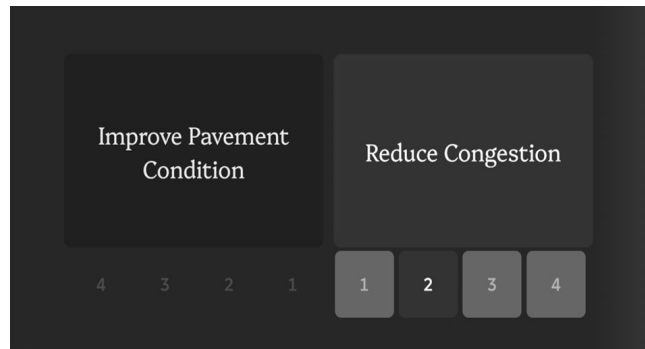 Improve Pavement
Condition
Reduce Congestion
4 3 2 1 1 2 3 4